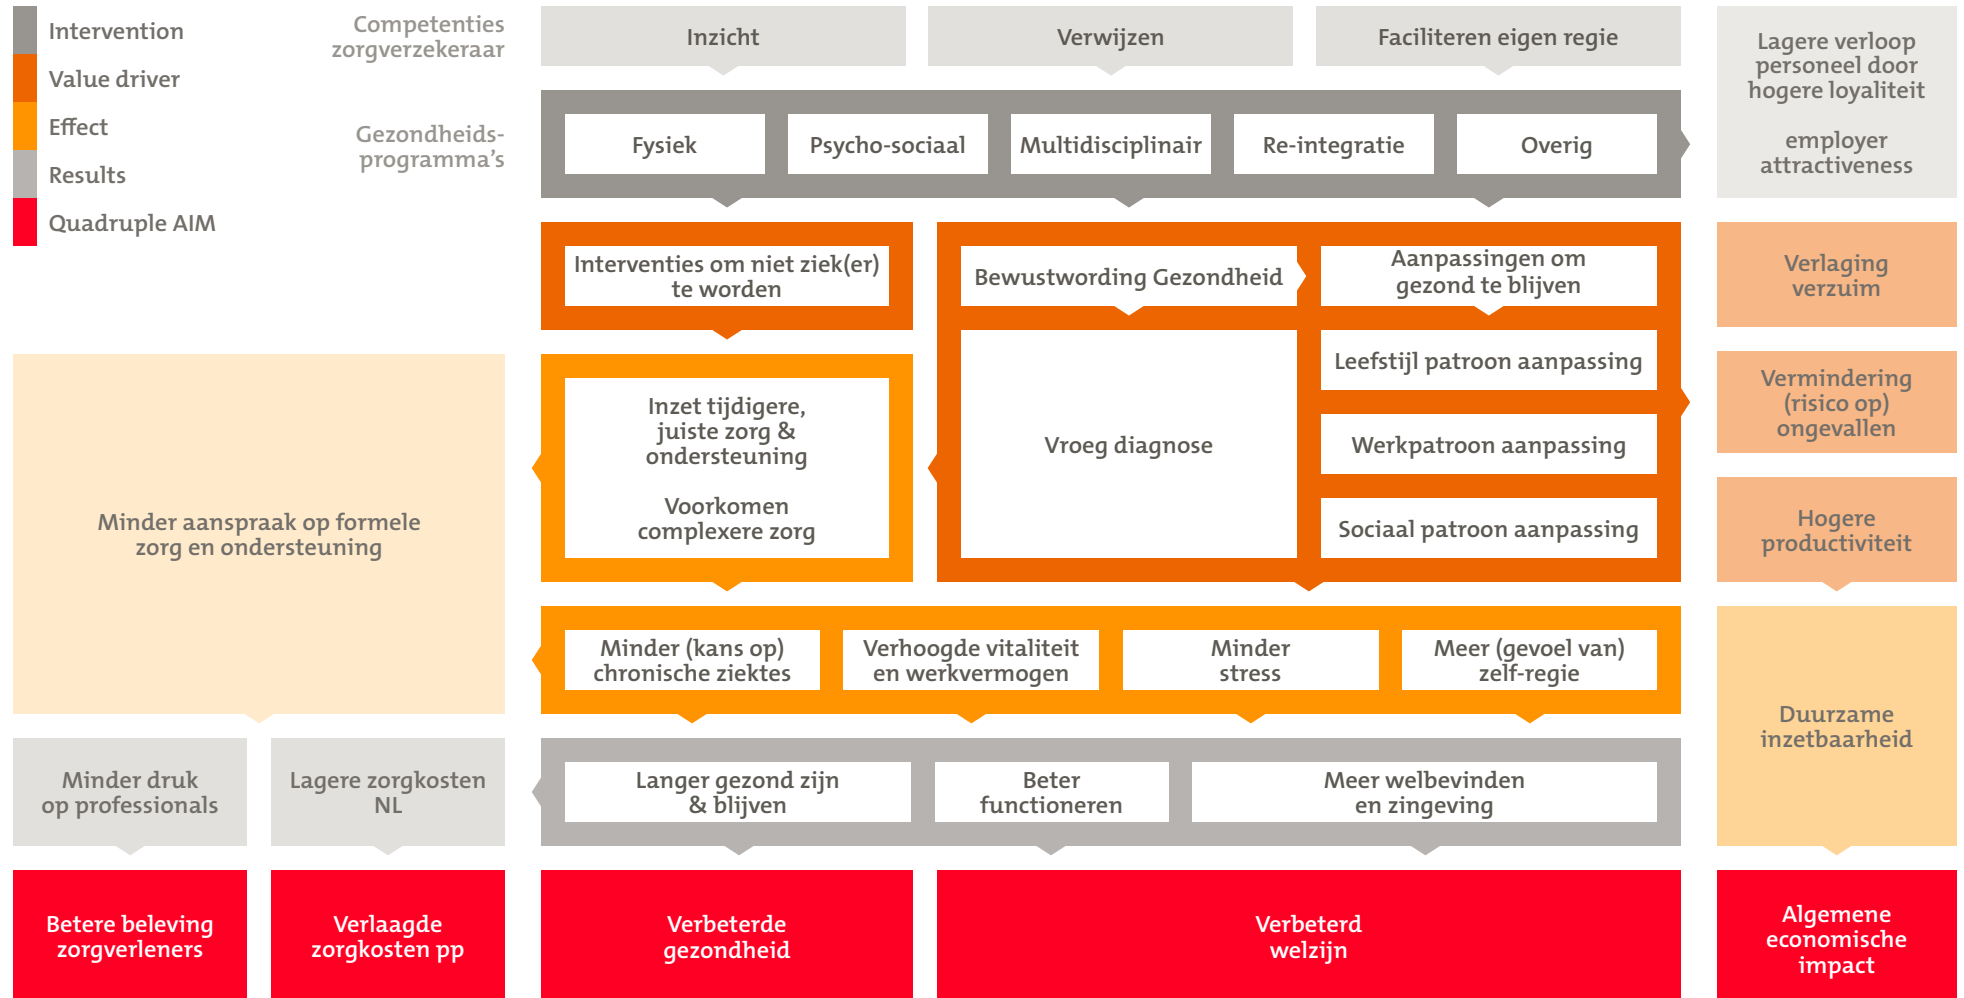 Intervention
Value driver
Effect
Results
Quadruple AIM
Competenties
zorgverzekeraar
Inzicht
Verwijzen
Faciliteren eigen regie
Gezondheids-
programma's
Fysiek
Psycho-sociaal
Multidisciplinair
Re-integratie
Overig
Lagere verloop
personeel door
hogere loyaliteit
employer
attractiveness
Interventies om niet ziek(er)
te worden
Bewustwording Gezondheid
Aanpassingen om
gezond te blijven
Verlaging
verzuim
Inzet tijdigere,
juiste zorg &
ondersteuning
Voorkomen
complexere zorg
Vroeg diagnose
Leefstijl patroon aanpassing
Werkpatroon aanpassing
Sociaal patroon aanpassing
Vermindering
(risico op)
ongevallen
Hogere
productiviteit
Minder aanspraak op formele
zorg en ondersteuning
Minder (kans op)
chronische ziektes
Verhoogde vitaliteit
en werkvermogen
Minder
stress
Meer (gevoel van)
zelf-regie
Duurzame
inzetbaarheid
Minder druk
op professionals
Lagere zorgkosten
NL
Langer gezond zijn
& blijven
Beter
functioneren
Meer welbevinden
en zingeving
Betere beleving
zorgverleners
Verlaagde
zorgkosten pp
Verbeterde
gezondheid
Verbeterd
welzijn
Algemene
economische
impact